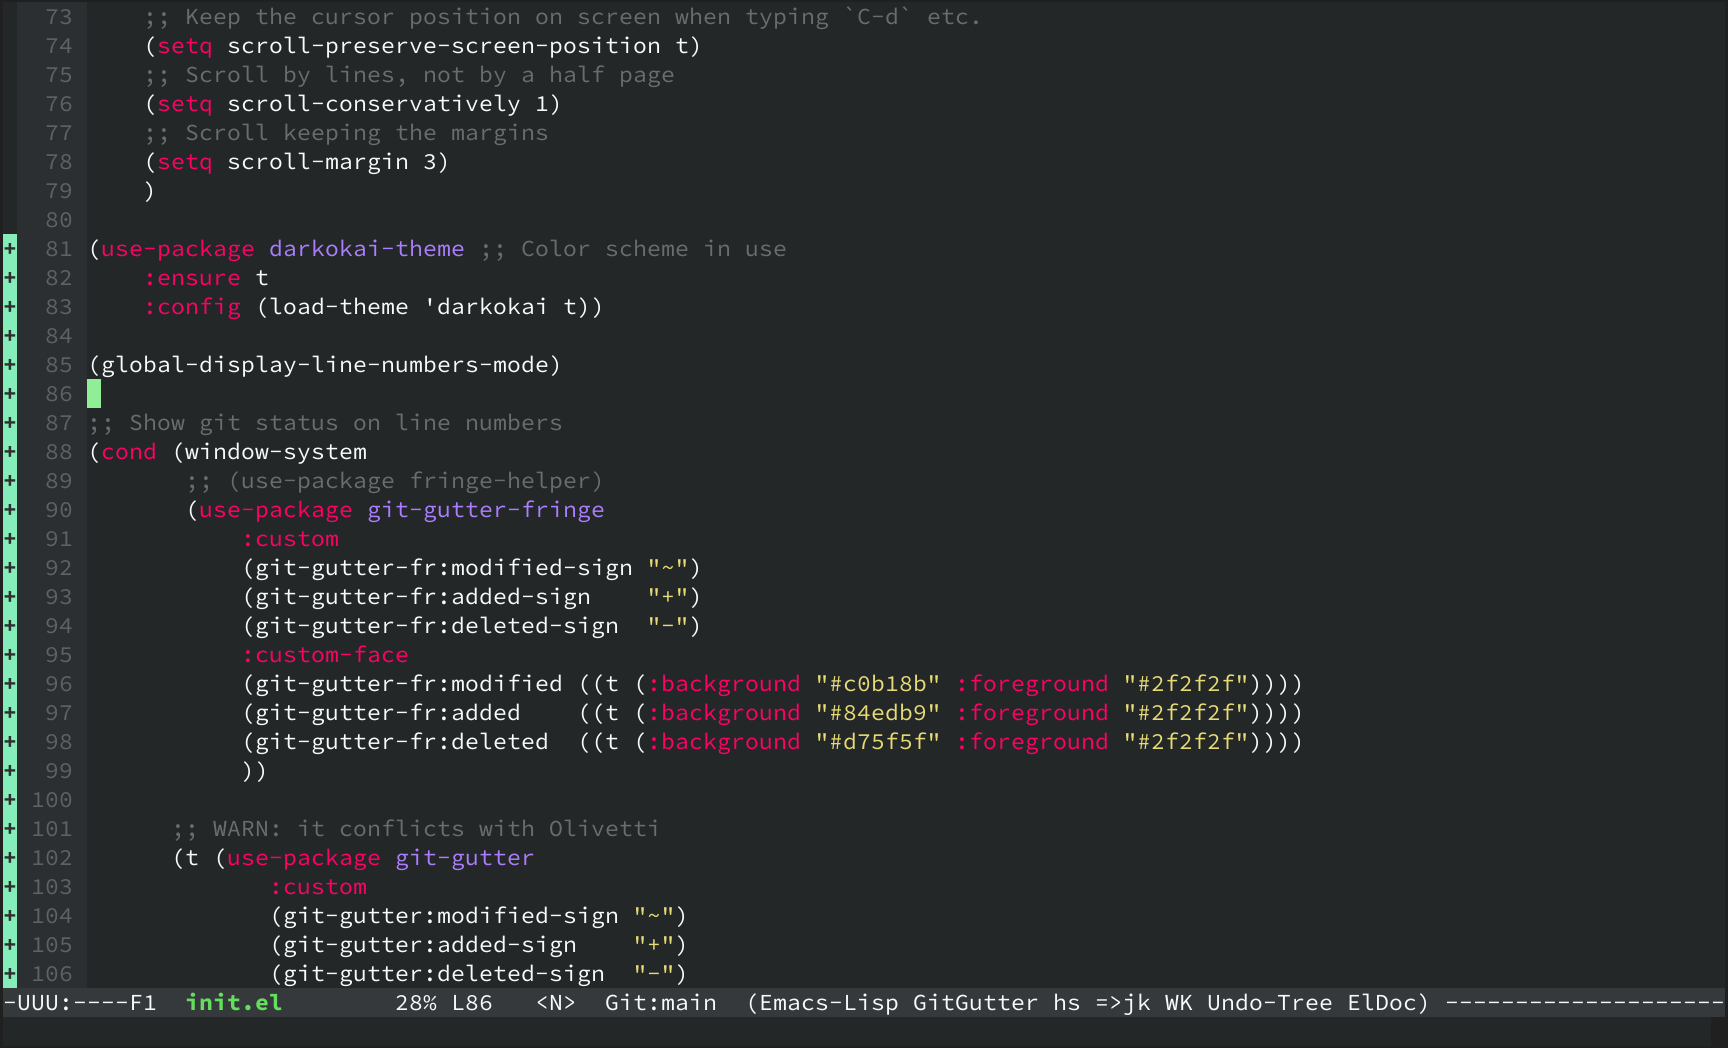 73     ;; Keep the cursor position on screen when typing `C-d` etc.
74     (setq scroll-preserve-screen-position t)
75     ;; Scroll by lines, not by a half page
76     (setq scroll-conservatively 1)
77     ;; Scroll keeping the margins
78     (setq scroll-margin 3)
79     )
80
+ 81 (use-package darkokai-theme ;; Color scheme in use
+ 82     :ensure t
+ 83     :config (load-theme 'darkokai t))
+ 84
+ 85 (global-display-line-numbers-mode)
+ 86
+ 87 ;; Show git status on line numbers
+ 88 (cond (window-system
+ 89        ;; (use-package fringe-helper)
+ 90        (use-package git-gutter-fringe
+ 91            :custom
+ 92            (git-gutter-fr:modified-sign "~")
+ 93            (git-gutter-fr:added-sign    "+")
+ 94            (git-gutter-fr:deleted-sign  "-")
+ 95            :custom-face
+ 96            (git-gutter-fr:modified ((t (:background "#c0b18b" :foreground "#2f2f2f"))))
+ 97            (git-gutter-fr:added    ((t (:background "#84edb9" :foreground "#2f2f2f"))))
+ 98            (git-gutter-fr:deleted  ((t (:background "#d75f5f" :foreground "#2f2f2f"))))
+ 99            ))
+ 100
+ 101       ;; WARN: it conflicts with Olivetti
+ 102       (t (use-package git-gutter
+ 103              :custom
+ 104              (git-gutter:modified-sign "~")
+ 105              (git-gutter:added-sign    "+")
+ 106              (git-gutter:deleted-sign  "-")
-UUU:----F1  init.el        28% L86   <N>  Git:main  (Emacs-Lisp GitGutter hs =>jk WK Undo-Tree ElDoc) --------------------